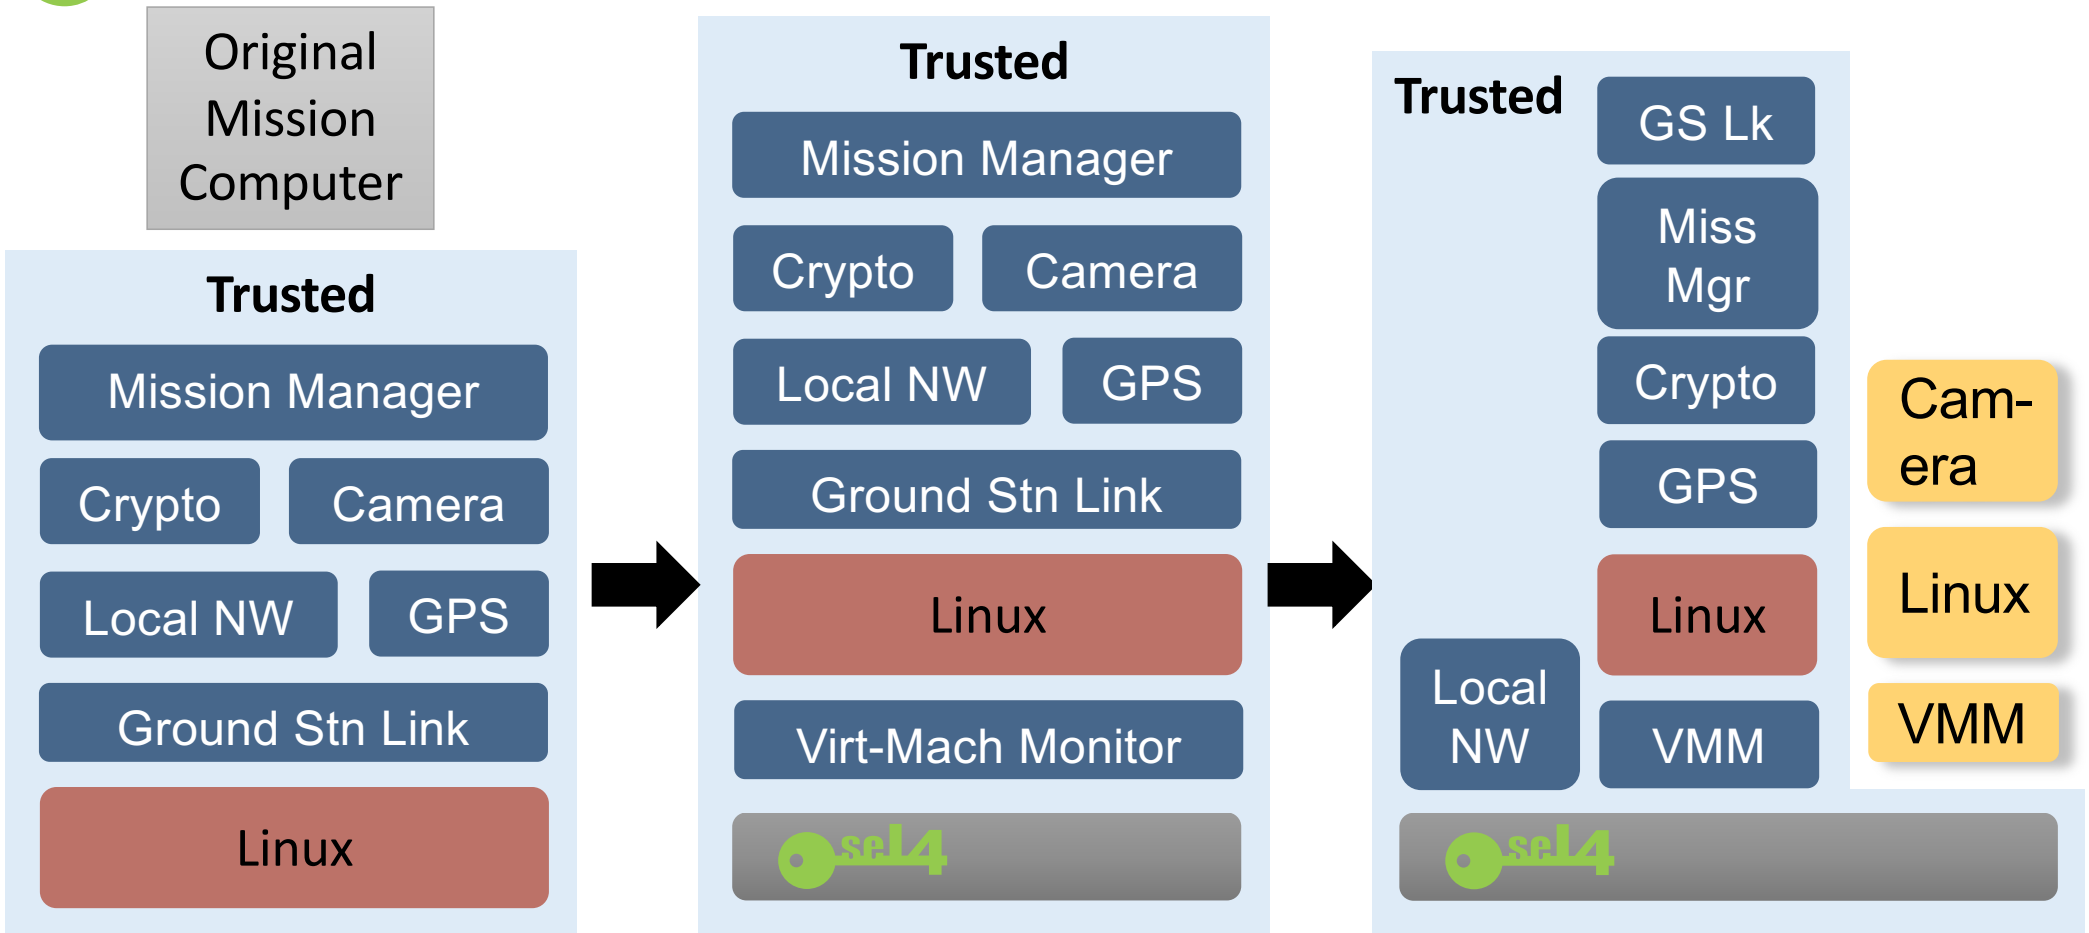 Original
Mission
Computer
Trusted
Mission Manager
Crypto
Camera
Local NW
GPS
Ground Stn Link
Linux
Trusted
Mission Manager
Crypto
Camera
Local NW
GPS
Ground Stn Link
Linux
Virt-Mach Monitor
seL4
Trusted
GS Lk
Miss
Mgr
Crypto
GPS
Linux
Local
NW
VMM
Cam-
era
Linux
VMM
seL4